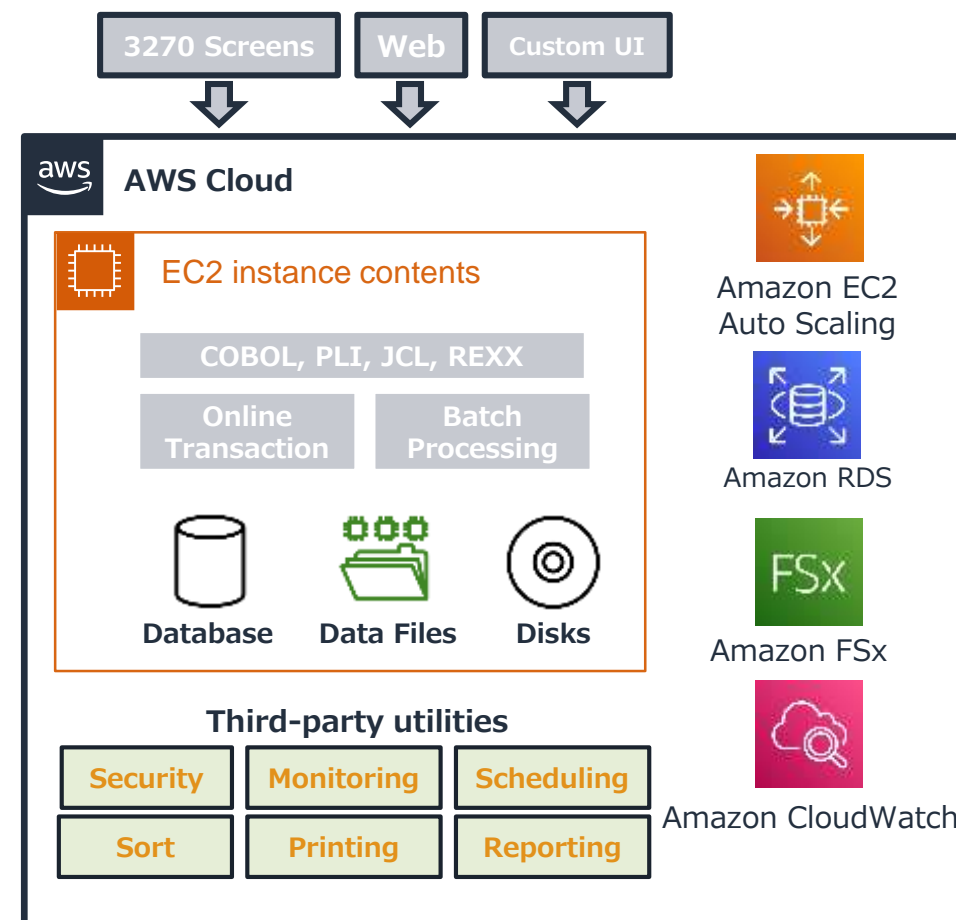 3270 Screens
Web
Custom UI
aws
AWS Cloud
EC2 instance contents
COBOL, PLI, JCL, REXX
Online
Transaction
Batch
Processing
Database
Data Files
Disks
Third-party utilities
Security
Monitoring
Scheduling
Sort
Printing
Reporting
Amazon EC2
Auto Scaling
Amazon RDS
FSx
Amazon FSx
Amazon CloudWatch